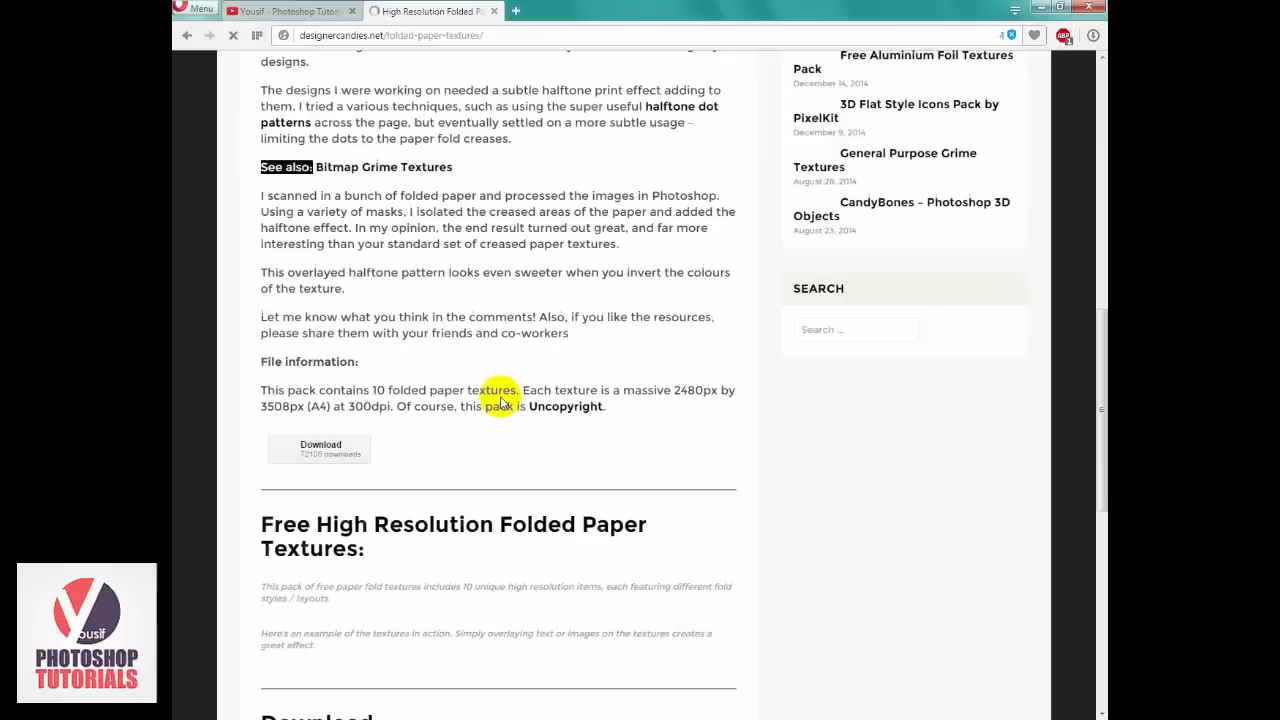 Menu
Yousif - Photoshop Tutor
High Resolution Folded Pa
designercandies.net/folded-paper-textures/
4
ABP
1
designs.
The designs I were working on needed a subtle halftone print effect adding to
them. I tried a various techniques, such as using the super useful halftone dot
patterns across the page, but eventually settled on a more subtle usage –
limiting the dots to the paper fold creases.
See also: Bitmap Grime Textures
I scanned in a bunch of folded paper and processed the images in Photoshop.
Using a variety of masks, I isolated the creased areas of the paper and added the
halftone effect. In my opinion, the end result turned out great, and far more
interesting than your standard set of creased paper textures.
This overlayed halftone pattern looks even sweeter when you invert the colours
of the texture.
Let me know what you think in the comments! Also, if you like the resources,
please share them with your friends and co-workers
File information:
This pack contains 10 folded paper textures. Each texture is a massive 2480px by
3508px (A4) at 300dpi. Of course, this pack is Uncopyright.
Download
72105 downloads
Free High Resolution Folded Paper
Textures:
This pack of free paper fold textures includes 10 unique high resolution items, each featuring different fold
styles / layouts.
Here's an example of the textures in action. Simply overlaying text or images on the textures creates a
great effect.
Download
Free Aluminium Foil Textures
Pack
December 14, 2014
3D Flat Style Icons Pack by
PixelKit
December 9, 2014
General Purpose Grime
Textures
August 28, 2014
CandyBones – Photoshop 3D
Objects
August 23, 2014
SEARCH
Search ...
Yousif
PHOTOSHOP
TUTORIALS